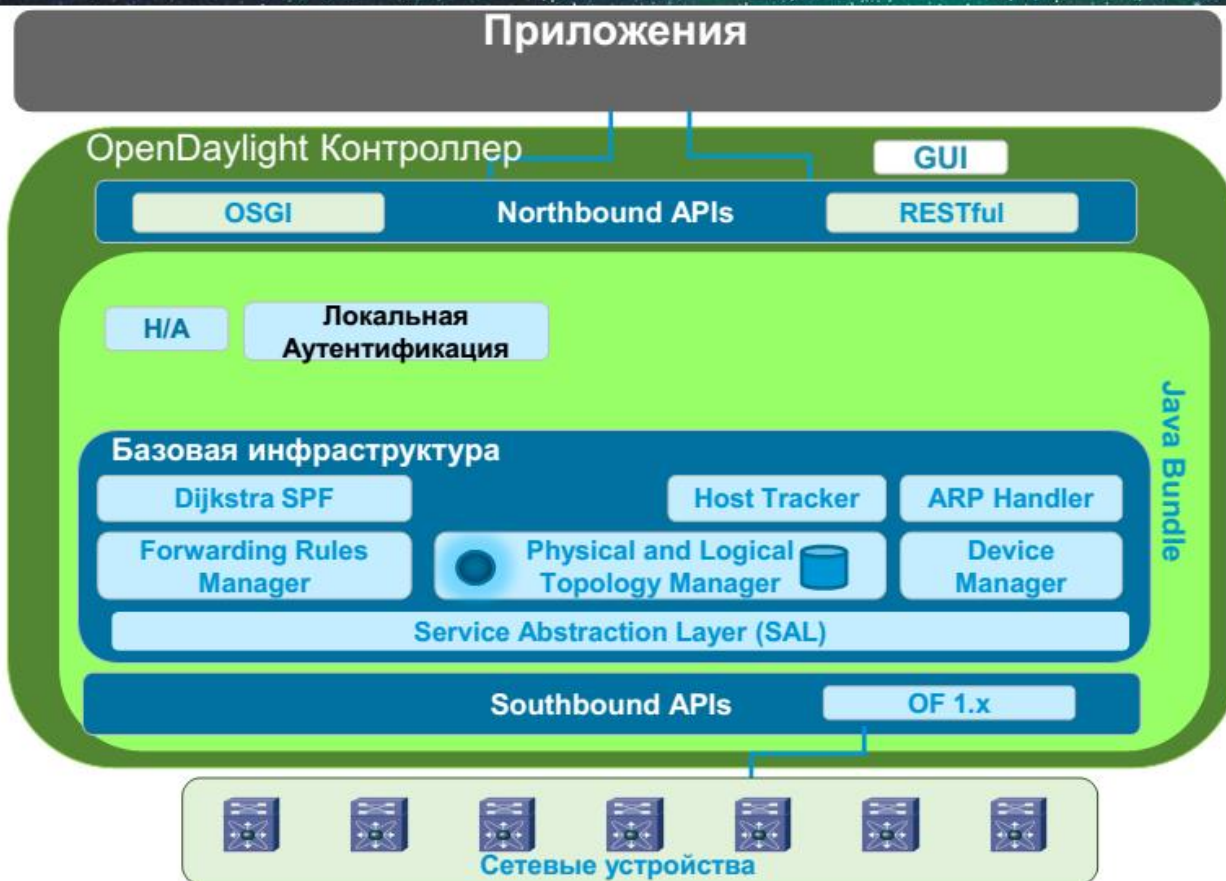 Приложения
OpenDaylight Контроллер
GUI
OSGI
Northbound APIs
RESTful
H/A
Локальная
Аутентификация
Java Bundle
Базовая инфраструктура
Dijkstra SPF
Host Tracker
ARP Handler
Forwarding Rules
Manager
Physical and Logical
Topology Manager
Device
Manager
Service Abstraction Layer (SAL)
Southbound APIs
OF 1.x
Сетевые устройства